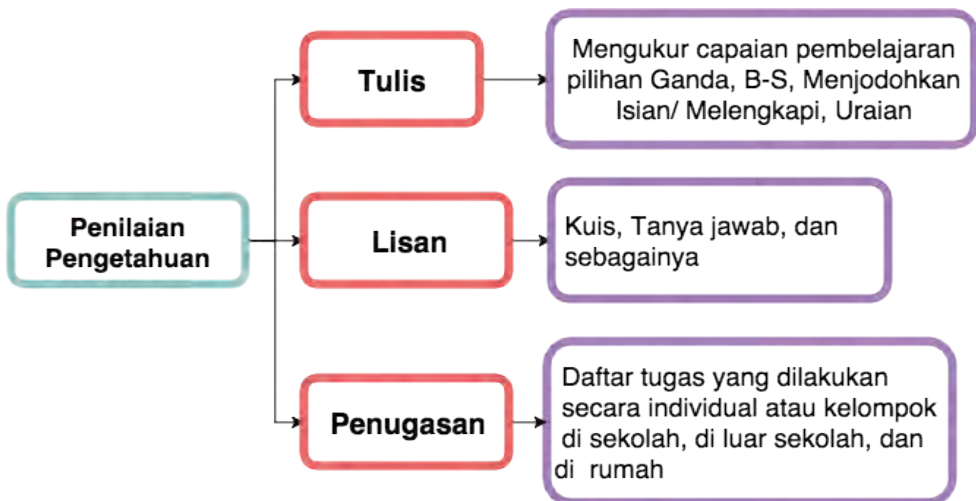 Penilaian
Pengetahuan
Tulis
Mengukur capaian pembelajaran
pilihan Ganda, B-S, Menjodohkan
Isian/ Melengkapi, Uraian
Lisan
Kuis, Tanya jawab, dan
sebagainya
Penugasan
Daftar tugas yang dilakukan
secara individual atau kelompok
di sekolah, di luar sekolah, dan
di rumah